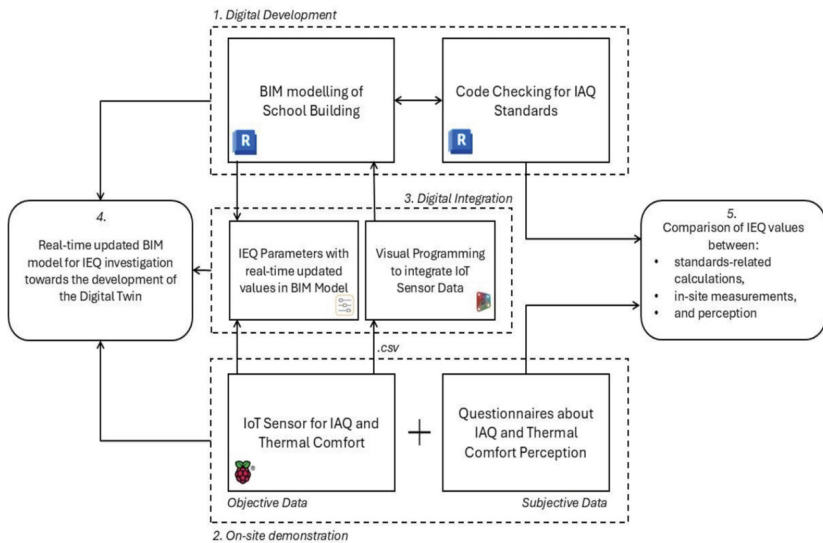 1. Digital Development
BIM modelling of
School Building
R
Code Checking for IAQ
Standards
R
3. Digital Integration
4.
Real-time updated BIM
model for IEQ investigation
towards the development of
the Digital Twin
IEQ Parameters with
real-time updated
values in BIM Model
Visual Programming
to integrate IoT
Sensor Data
5.
Comparison of IEQ values
between:
• standards-related
calculations,
• in-site measurements,
• and perception
.csv
IoT Sensor for IAQ and
Thermal Comfort
+
Questionnaires about
IAQ and Thermal
Comfort Perception
®
Objective Data
Subjective Data
2. On-site demonstration